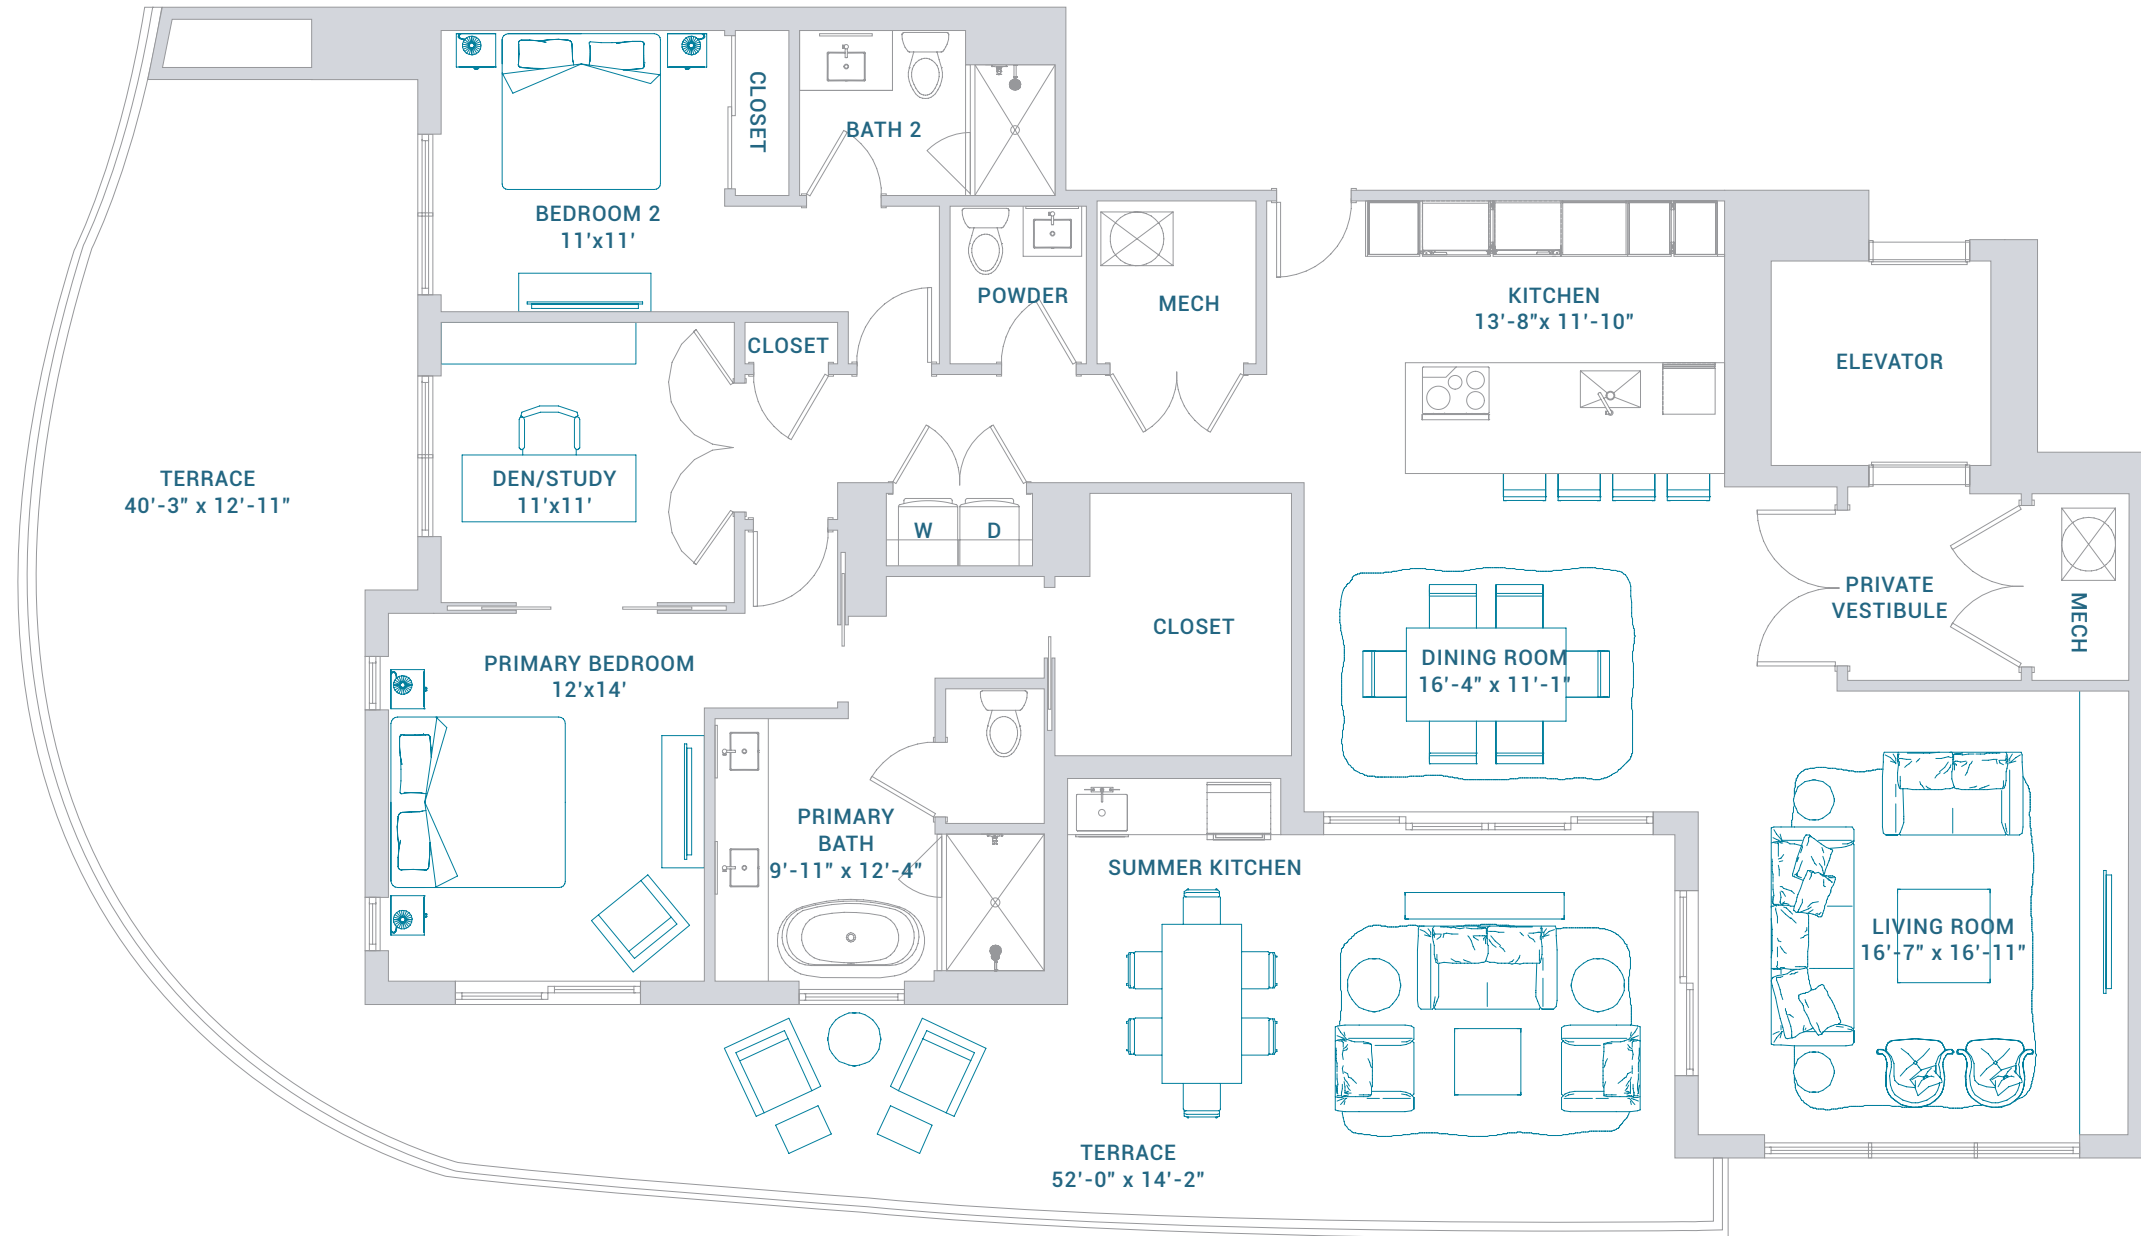 CLOSET
BATH 2
BEDROOM 2
11'x11'
POWDER
MECH
KITCHEN
13'-8"x 11'-10"
CLOSET
ELEVATOR
TERRACE
40'-3" x 12'-11"
DEN/STUDY
11'x11'
W
D
PRIVATE
VESTIBULE
MECH
CLOSET
PRIMARY BEDROOM
12'x14'
DINING ROOM
16'-4" x 11'-1"
PRIMARY
BATH
9'-11" x 12'-4"
SUMMER KITCHEN
LIVING ROOM
16'-7" x 16'-11"
TERRACE
52'-0" x 14'-2"